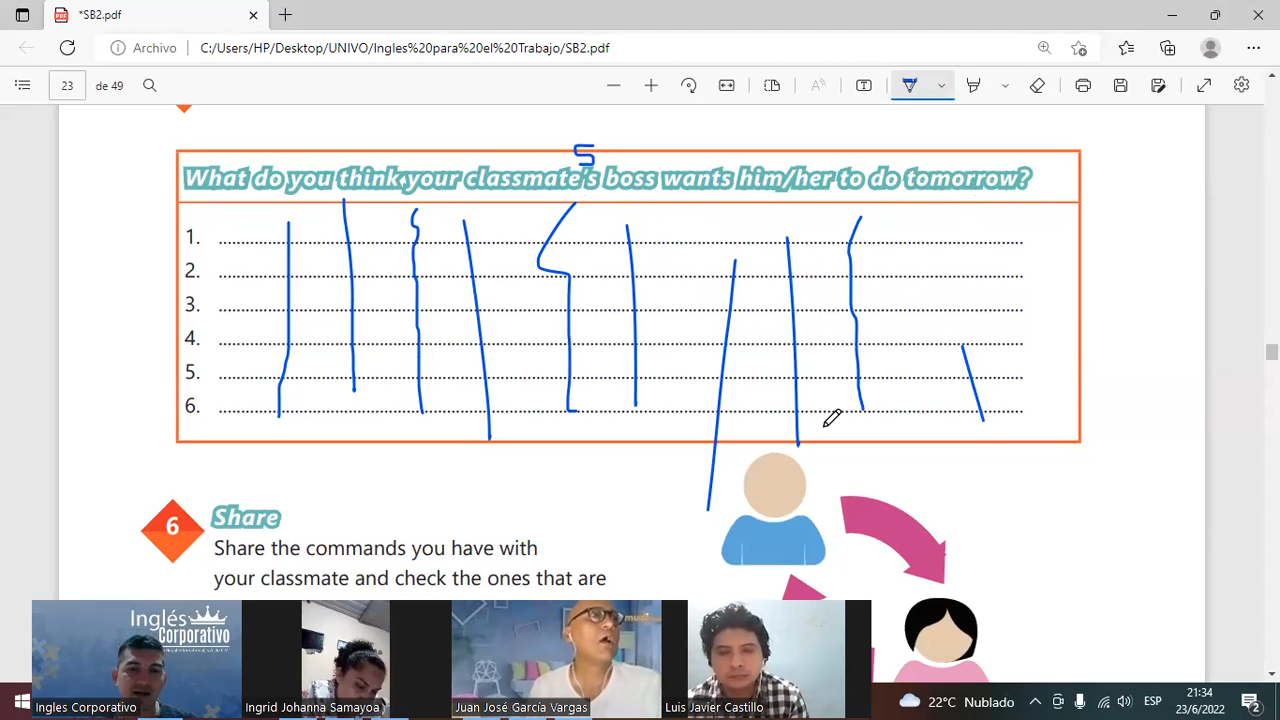 *SB2.pdf
Archivo C:/Users/HP/Desktop/UNIVO/Ingles%20para%20el%20Trabajo/SB2.pdf
23 de 49
5
What do you think your classmate's boss wants him/her to do tomorrow?
1. ........
2. ........
3. ........
4. ........
5. ........
6. ........
6 Share
Share the commands you have with
your classmate and check the ones that are
Inglés
Corporativo
Ingles Corporativo
Ingrid Johanna Samayoa
Juan José García Vargas
Luis Javier Castillo
22°C Nublado ESP 21:34
23/6/2022
2